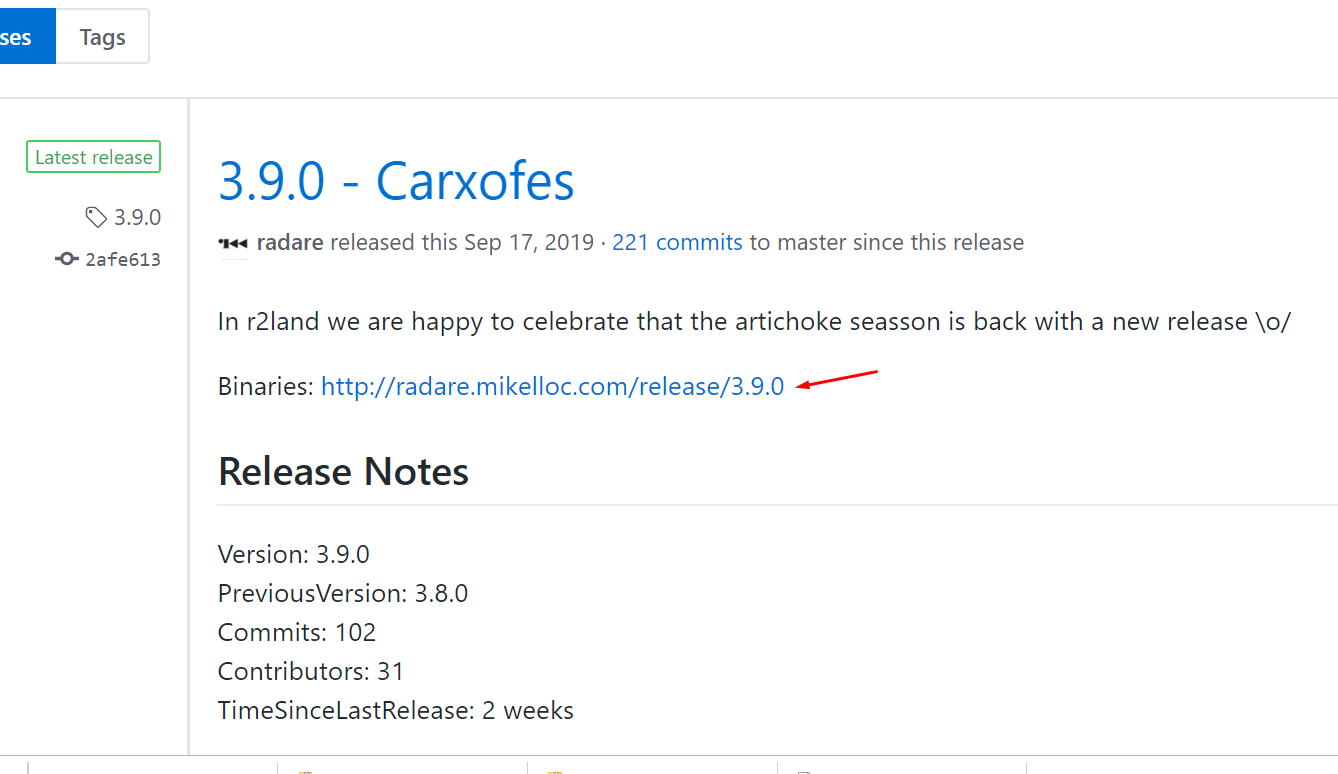 ses Tags
Latest release
3.9.0
2afe613
3.9.0 - Carxofes
radare released this Sep 17, 2019 · 221 commits to master since this release
In r2land we are happy to celebrate that the artichoke seasson is back with a new release \o/
Binaries: http://radare.mikelloc.com/release/3.9.0
Release Notes
Version: 3.9.0
PreviousVersion: 3.8.0
Commits: 102
Contributors: 31
TimeSinceLastRelease: 2 weeks